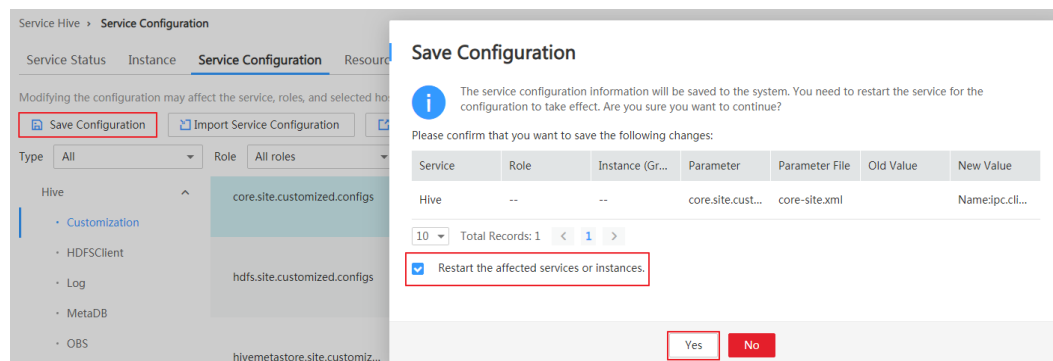 Service Hive > Service Configuration
Service Status Instance Service Configuration Resourc
Modifying the configuration may affect the service, roles, and selected ho
Save Configuration Import Service Configuration
Type All Role All roles
Hive
Customization
HDFSClient
Log
MetaDB
OBS
core.site.customized.configs
hdfs.site.customized.configs
hivemetastore.site.customiz...
Save Configuration
The service configuration information will be saved to the system. You need to restart the service for the
configuration to take effect. Are you sure you want to continue?
Please confirm that you want to save the following changes:
Service Role Instance (Gr... Parameter Parameter File Old Value New Value
Hive -- -- core.site.cust... core-site.xml Name:ipc.cli...
10 Total Records: 1 < 1 >
Restart the affected services or instances.
Yes No